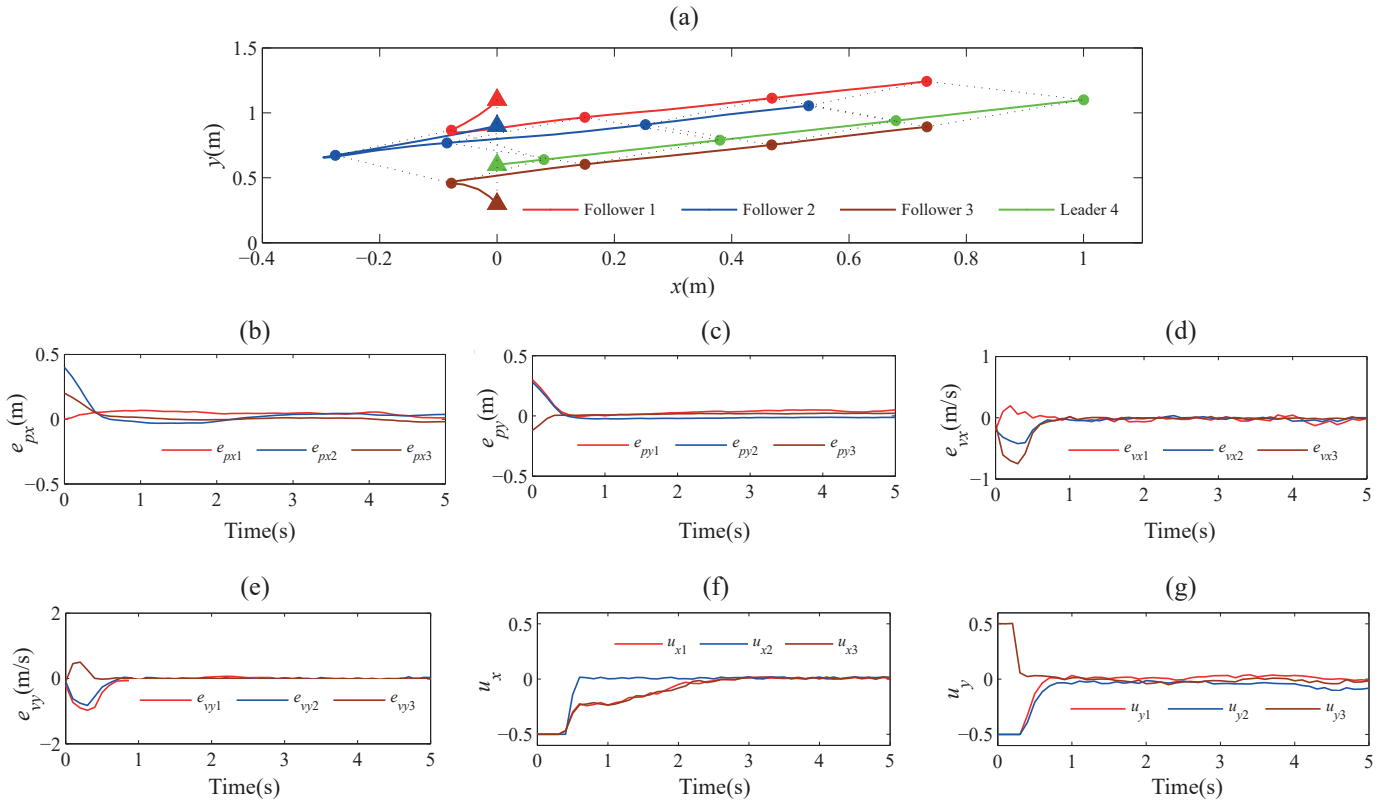 (a)
y(m)
1.5
1
0.5
0
Follower 1 Follower 2 Follower 3 Leader 4
−0.4 −0.2 0 0.2 0.4 0.6 0.8 1
x(m)
(b)
e_px(m)
0.5
0
−0.5
e_px1 e_px2 e_px3
0 1 2 3 4 5
Time(s)
(c)
e_py(m)
0.5
0
−0.5
e_py1 e_py2 e_py3
0 1 2 3 4 5
Time(s)
(d)
e_vx(m/s)
1
0
−1
e_vx1 e_vx2 e_vx3
0 1 2 3 4 5
Time(s)
(e)
e_vy(m/s)
2
0
−2
e_vy1 e_vy2 e_vy3
0 1 2 3 4 5
Time(s)
(f)
u_x
0.5
0
−0.5
u_x1 u_x2 u_x3
0 1 2 3 4 5
Time(s)
(g)
u_y
0.5
0
−0.5
u_y1 u_y2 u_y3
0 1 2 3 4 5
Time(s)